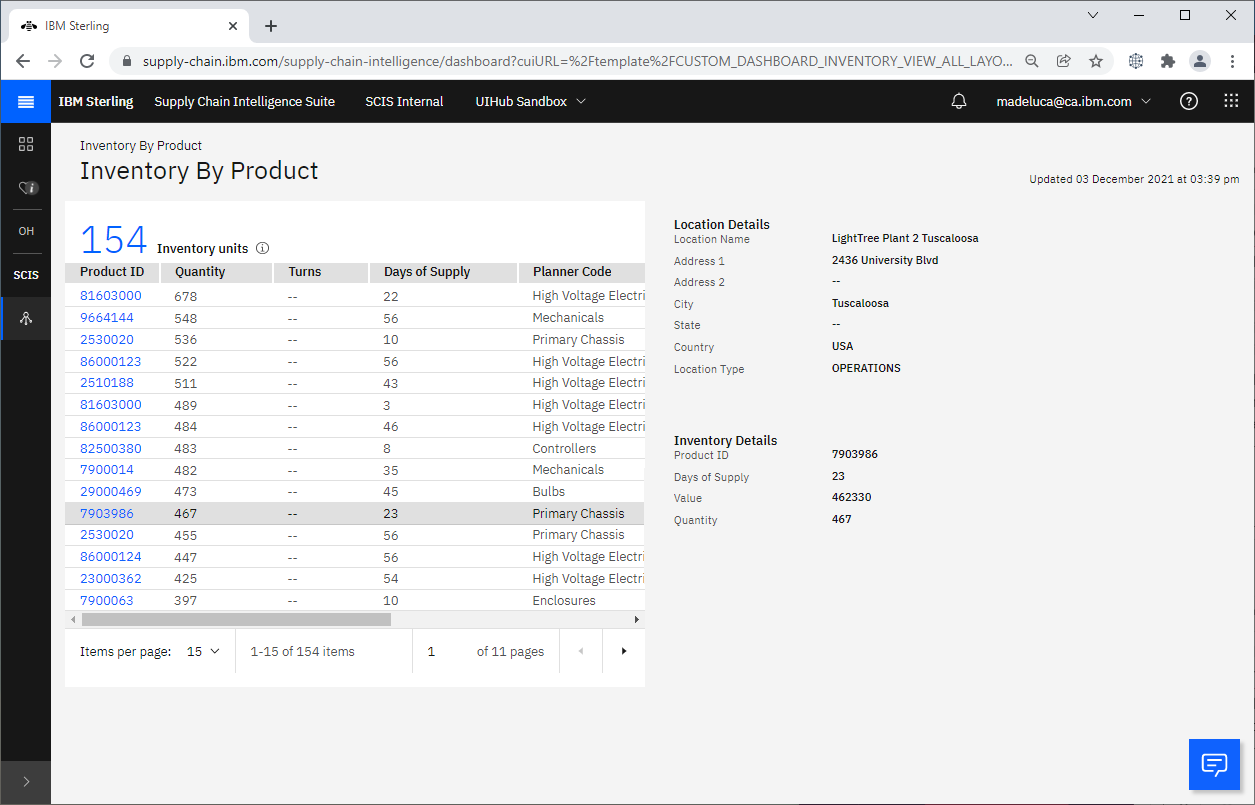 IBM Sterling
supply-chain.ibm.com/supply-chain-intelligence/dashboard?cuiURL=%2Ftemplate%2FCUSTOM_DASHBOARD_INVENTORY_VIEW_ALL_LAYO...
IBM Sterling Supply Chain Intelligence Suite SCIS Internal UIHub Sandbox madeluca@ca.ibm.com
OH
SCIS
Inventory By Product
Inventory By Product
Updated 03 December 2021 at 03:39 pm
154 Inventory units
Product ID Quantity Turns Days of Supply Planner Code
81603000 678 -- 22 High Voltage Electri
9664144 548 -- 56 Mechanicals
2530020 536 -- 10 Primary Chassis
86000123 522 -- 56 High Voltage Electri
2510188 511 -- 43 High Voltage Electri
81603000 489 -- 3 High Voltage Electri
86000123 484 -- 46 High Voltage Electri
82500380 483 -- 8 Controllers
7900014 482 -- 35 Mechanicals
29000469 473 -- 45 Bulbs
7903986 467 -- 23 Primary Chassis
2530020 455 -- 56 Primary Chassis
86000124 447 -- 56 High Voltage Electri
23000362 425 -- 54 High Voltage Electri
7900063 397 -- 10 Enclosures
Items per page: 15 1-15 of 154 items 1 of 11 pages
Location Details
Location Name LightTree Plant 2 Tuscaloosa
Address 1 2436 University Blvd
Address 2 --
City Tuscaloosa
State --
Country USA
Location Type OPERATIONS
Inventory Details
Product ID 7903986
Days of Supply 23
Value 462330
Quantity 467